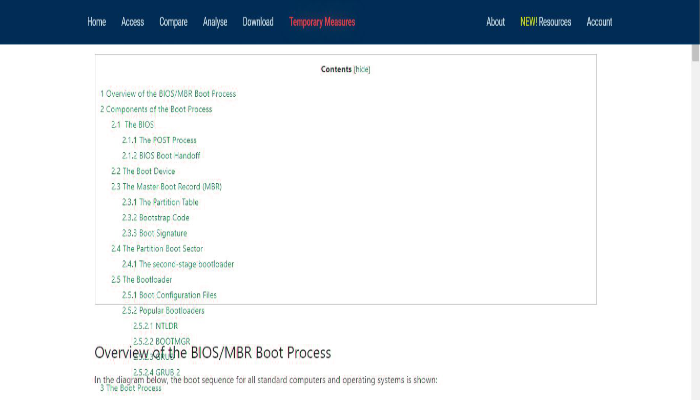 Home Access Compare Analyse Download Temporary Measures About NEW! Resources Account
Contents [hide]
1 Overview of the BIOS/MBR Boot Process
2 Components of the Boot Process
2.1 The BIOS
2.1.1 The POST Process
2.1.2 BIOS Boot Handoff
2.2 The Boot Device
2.3 The Master Boot Record (MBR)
2.3.1 The Partition Table
2.3.2 Bootstrap Code
2.3.3 Boot Signature
2.4 The Partition Boot Sector
2.4.1 The second-stage bootloader
2.5 The Bootloader
2.5.1 Boot Configuration Files
2.5.2 Popular Bootloaders
2.5.2.1 NTLDR
2.5.2.2 BOOTMGR
Overview of the BIOS/MBR Boot Process
2.5.2.3 GRUB
2.5.2.4 GRUB 2
In the diagram below, the boot sequence for all standard computers and operating systems is shown:
3 The Boot Process